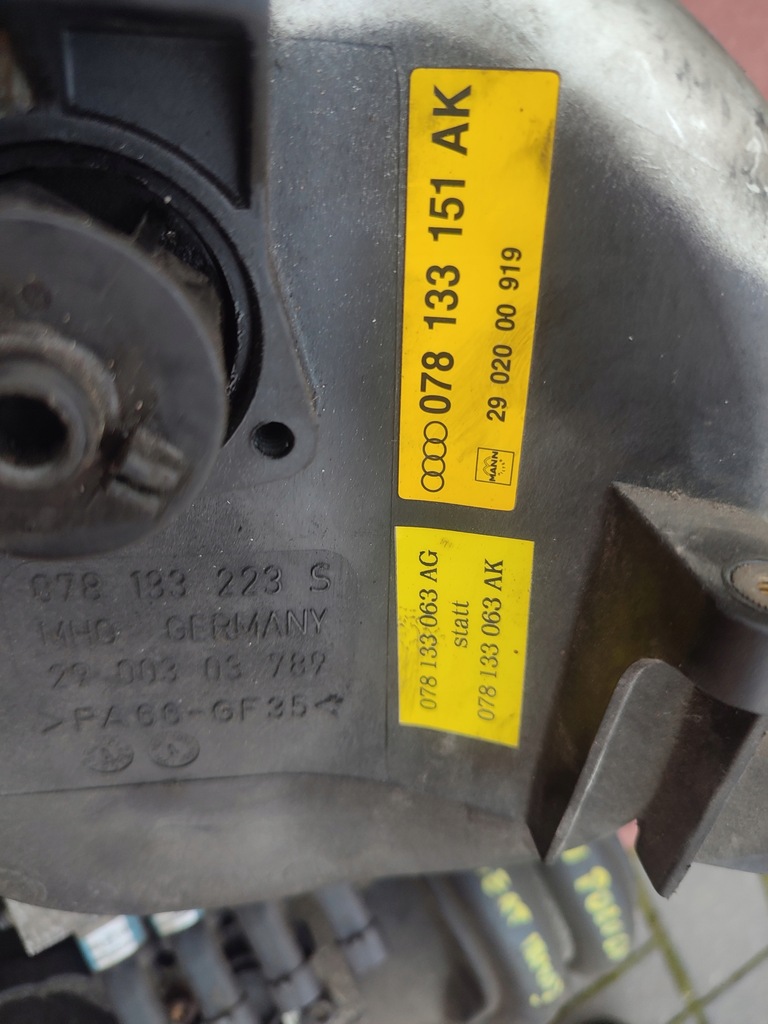 078 133 151 AK
29 020 00 919
MANN
078 133 063 AG
statt
078 133 063 AK
078 133 223 S
MHG GERMANY
29 003 03 789
>PA66-GF35<